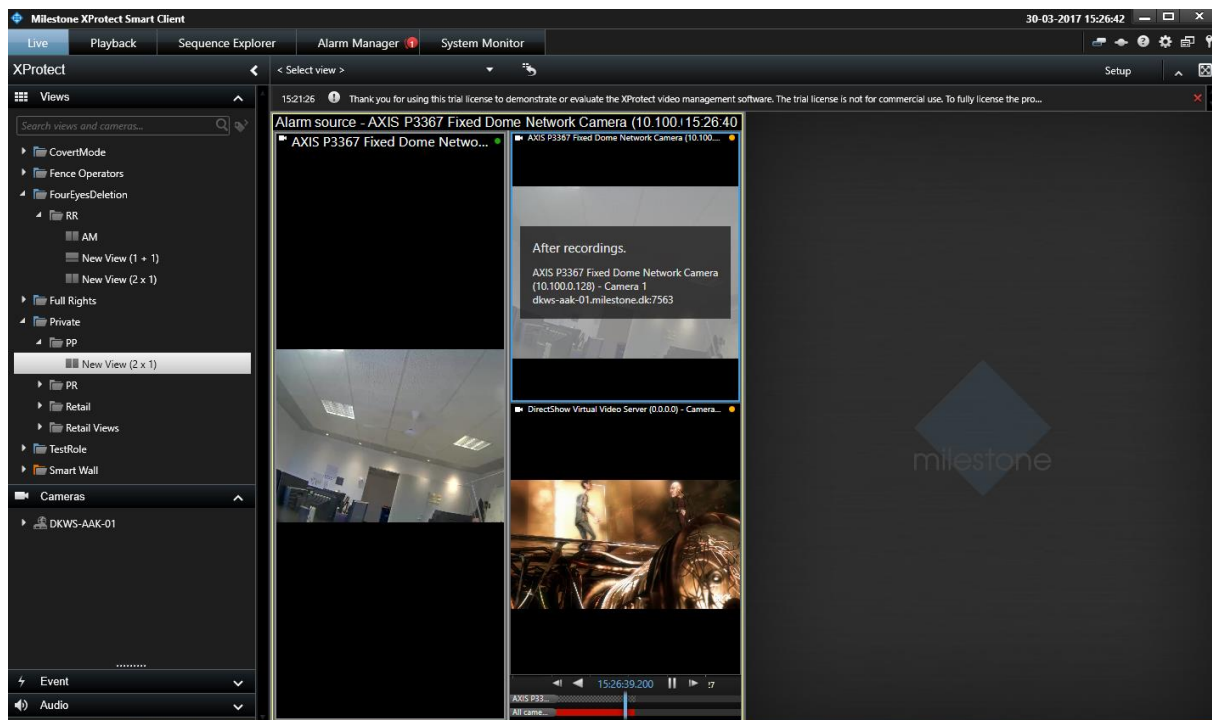 Milestone XProtect Smart Client
30-03-2017 15:26:42
Live Playback Sequence Explorer Alarm Manager 1 System Monitor
XProtect
< Select view >
Setup
Views
15:21:26 Thank you for using this trial license to demonstrate or evaluate the XProtect video management software. The trial license is not for commercial use. To fully license the pro...
Search views and cameras...
CovertMode
Fence Operators
FourEyesDeletion
RR
AM
New View (1 + 1)
New View (2 x 1)
Full Rights
Private
PP
New View (2 x 1)
PR
Retail
Retail Views
TestRole
Smart Wall
Cameras
DKWS-AAK-01
Event
Audio
Alarm source - AXIS P3367 Fixed Dome Network Camera (10.100.
15:26:40
AXIS P3367 Fixed Dome Netwo...
AXIS P3367 Fixed Dome Network Camera (10.100....
After recordings.
AXIS P3367 Fixed Dome Network Camera
(10.100.0.128) - Camera 1
dkws-aak-01.milestone.dk:7563
DirectShow Virtual Video Server (0.0.0.0) - Camera...
15:26:39.200
AXIS P33...
All came...
milestone